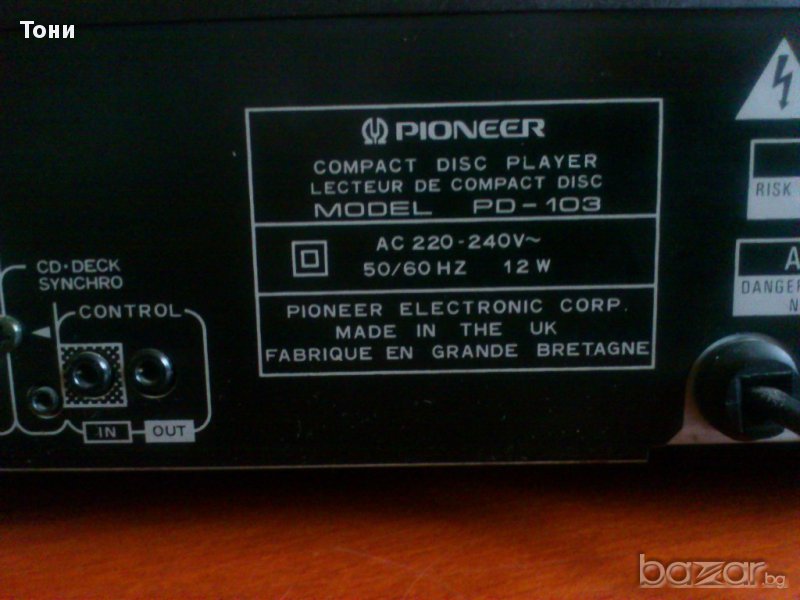 Тони
PIONEER
COMPACT DISC PLAYER
LECTEUR DE COMPACT DISC
MODEL PD-103
AC 220-240V~
50/60 HZ 12 W
PIONEER ELECTRONIC CORP.
MADE IN THE UK
FABRIQUE EN GRANDE BRETAGNE
CD·DECK
SYNCHRO
CONTROL
IN
OUT
RISK
DANGER
bazar.bg